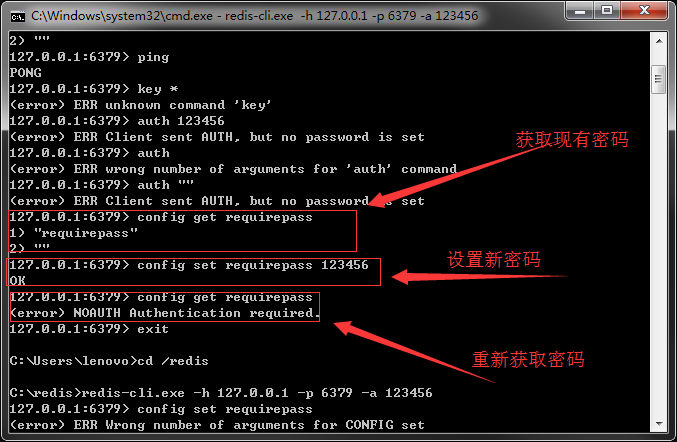 C:\Windows\system32\cmd.exe - redis-cli.exe  -h 127.0.0.1 -p 6379 -a 123456
2) ""
127.0.0.1:6379> ping
PONG
127.0.0.1:6379> key *
(error) ERR unknown command 'key'
127.0.0.1:6379> auth 123456
(error) ERR Client sent AUTH, but no password is set
获取现有密码
127.0.0.1:6379> auth
(error) ERR wrong number of arguments for 'auth' command
127.0.0.1:6379> auth ""
(error) ERR Client sent AUTH, but no password is set
127.0.0.1:6379> config get requirepass
1) "requirepass"
2) ""
设置新密码
127.0.0.1:6379> config set requirepass 123456
OK
127.0.0.1:6379> config get requirepass
(error) NOAUTH Authentication required.
127.0.0.1:6379> exit
重新获取密码
C:\Users\lenovo>cd /redis
C:\redis>redis-cli.exe -h 127.0.0.1 -p 6379 -a 123456
127.0.0.1:6379> config set requirepass
(error) ERR Wrong number of arguments for CONFIG set